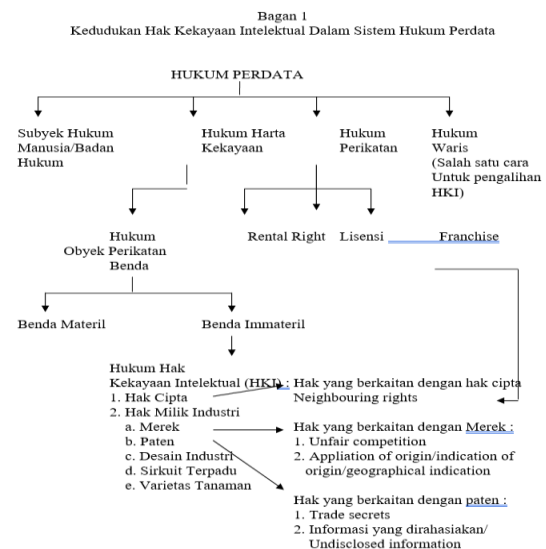 Bagan 1
Kedudukan Hak Kekayaan Intelektual Dalam Sistem Hukum Perdata
HUKUM PERDATA
Subyek Hukum
Manusia/Badan
Hukum
Hukum Harta
Kekayaan
Hukum
Perikatan
Hukum
Waris
(Salah satu cara
Untuk pengalihan
HKI)
Hukum
Obyek Perikatan
Benda
Rental Right
Lisensi
Franchise
Benda Materil
Benda Immateril
Hukum Hak
Kekayaan Intelektual (HKI) :
1. Hak Cipta
2. Hak Milik Industri
a. Merek
b. Paten
c. Desain Industri
d. Sirkuit Terpadu
e. Varietas Tanaman
Hak yang berkaitan dengan hak cipta
Neighbouring rights
Hak yang berkaitan dengan Merek :
1. Unfair competition
2. Appliation of origin/indication of
origin/geographical indication
Hak yang berkaitan dengan paten :
1. Trade secrets
2. Informasi yang dirahasiakan/
Undisclosed information